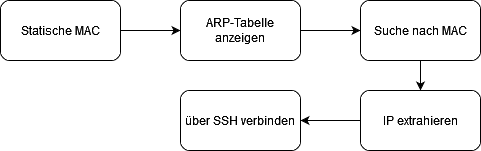 Statische MAC
ARP-Tabelle
anzeigen
Suche nach MAC
IP extrahieren
über SSH verbinden